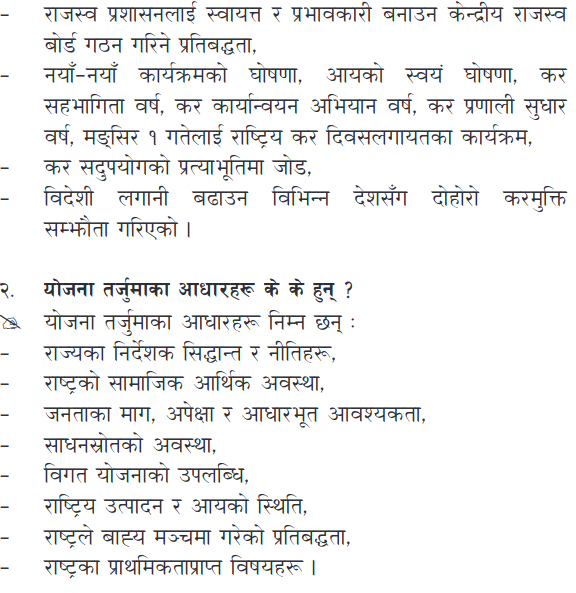 – राजस्व प्रशासनलाई स्वायत्त र प्रभावकारी बनाउन केन्द्रीय राजस्व
बोर्ड गठन गरिने प्रतिबद्धता,
– नयाँ-नयाँ कार्यक्रमको घोषणा, आयको स्वयं घोषणा, कर
सहभागिता वर्ष, कर कार्यान्वयन अभियान वर्ष, कर प्रणाली सुधार
वर्ष, मङ्सिर १ गतेलाई राष्ट्रिय कर दिवसलगायतका कार्यक्रम,
– कर सदुपयोगको प्रत्याभूतिमा जोड,
– विदेशी लगानी बढाउन विभिन्न देशसँग दोहोरो करमुक्ति
सम्झौता गरिएको ।
२. योजना तर्जुमाका आधारहरू के के हुन् ?
योजना तर्जुमाका आधारहरू निम्न छन् :
– राज्यका निर्देशक सिद्धान्त र नीतिहरू,
– राष्ट्रको सामाजिक आर्थिक अवस्था,
– जनताका माग, अपेक्षा र आधारभूत आवश्यकता,
– साधनस्रोतको अवस्था,
– विगत योजनाको उपलब्धि,
– राष्ट्रिय उत्पादन र आयको स्थिति,
– राष्ट्रले बाह्य मञ्चमा गरेको प्रतिबद्धता,
– राष्ट्रका प्राथमिकताप्राप्त विषयहरू ।